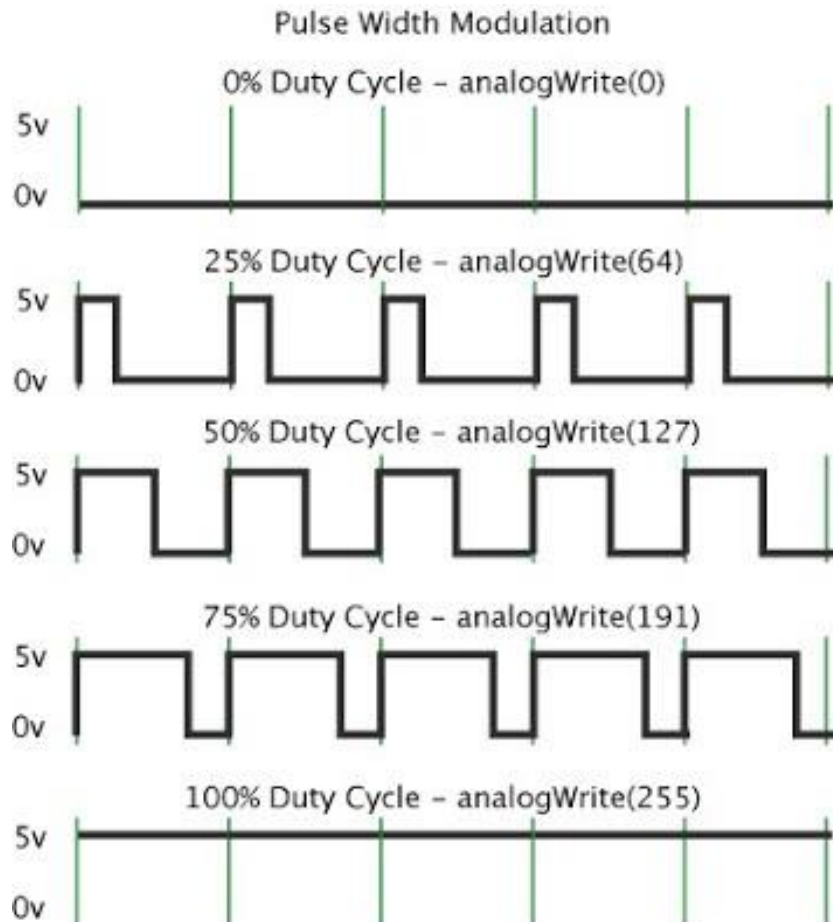 Pulse Width Modulation
0% Duty Cycle – analogWrite(0)
5v
0v
25% Duty Cycle – analogWrite(64)
5v
0v
50% Duty Cycle – analogWrite(127)
5v
0v
75% Duty Cycle – analogWrite(191)
5v
0v
100% Duty Cycle – analogWrite(255)
5v
0v